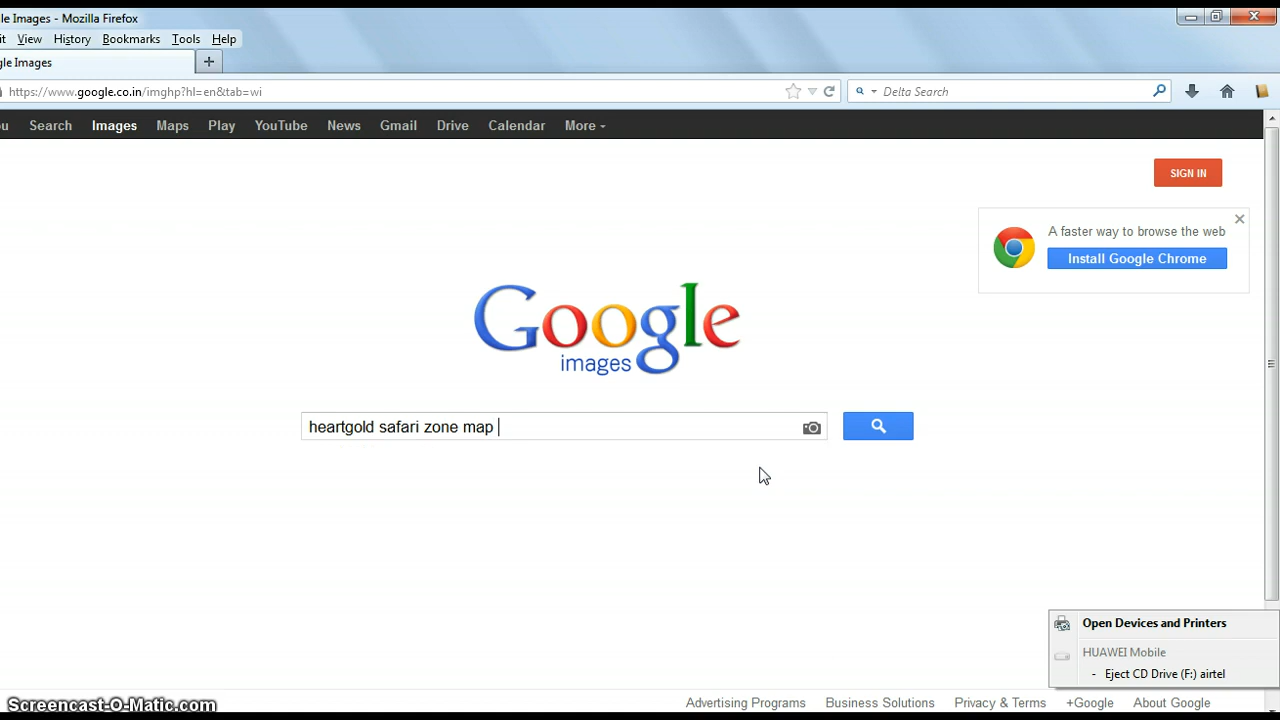 le Images - Mozilla Firefox
it View History Bookmarks Tools Help
gle Images +
https://www.google.co.in/imghp?hl=en&tab=wi Delta Search
u Search Images Maps Play YouTube News Gmail Drive Calendar More
SIGN IN
A faster way to browse the web
Install Google Chrome
Google
images
heartgold safari zone map
Open Devices and Printers
HUAWEI Mobile
- Eject CD Drive (F:) airtel
Advertising Programs Business Solutions Privacy & Terms +Google About Google
Screencast-O-Matic.com